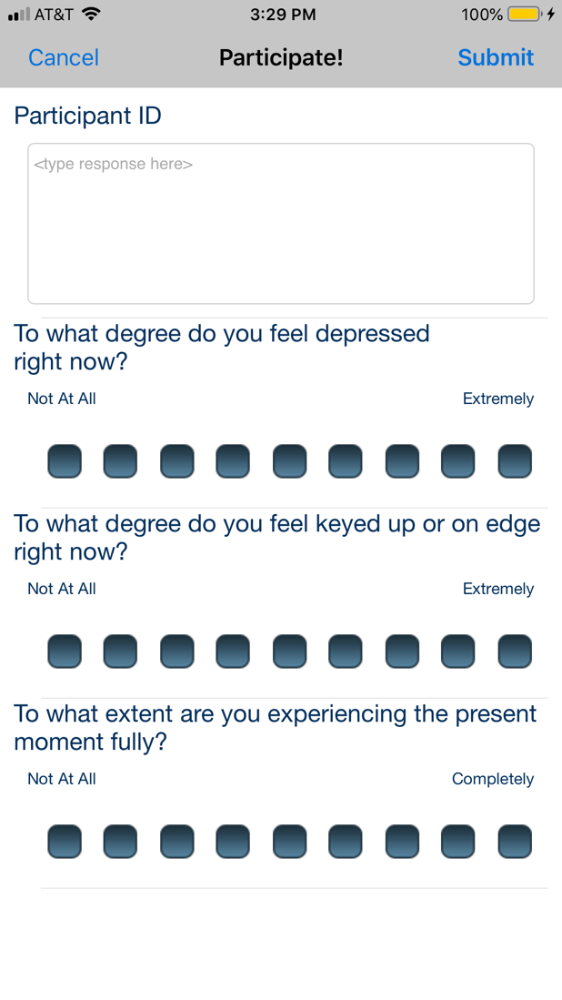 AT&T 3:29 PM 100%
Cancel Participate! Submit
Participant ID
<type response here>
To what degree do you feel depressed
right now?
Not At All Extremely
To what degree do you feel keyed up or on edge
right now?
Not At All Extremely
To what extent are you experiencing the present
moment fully?
Not At All Completely